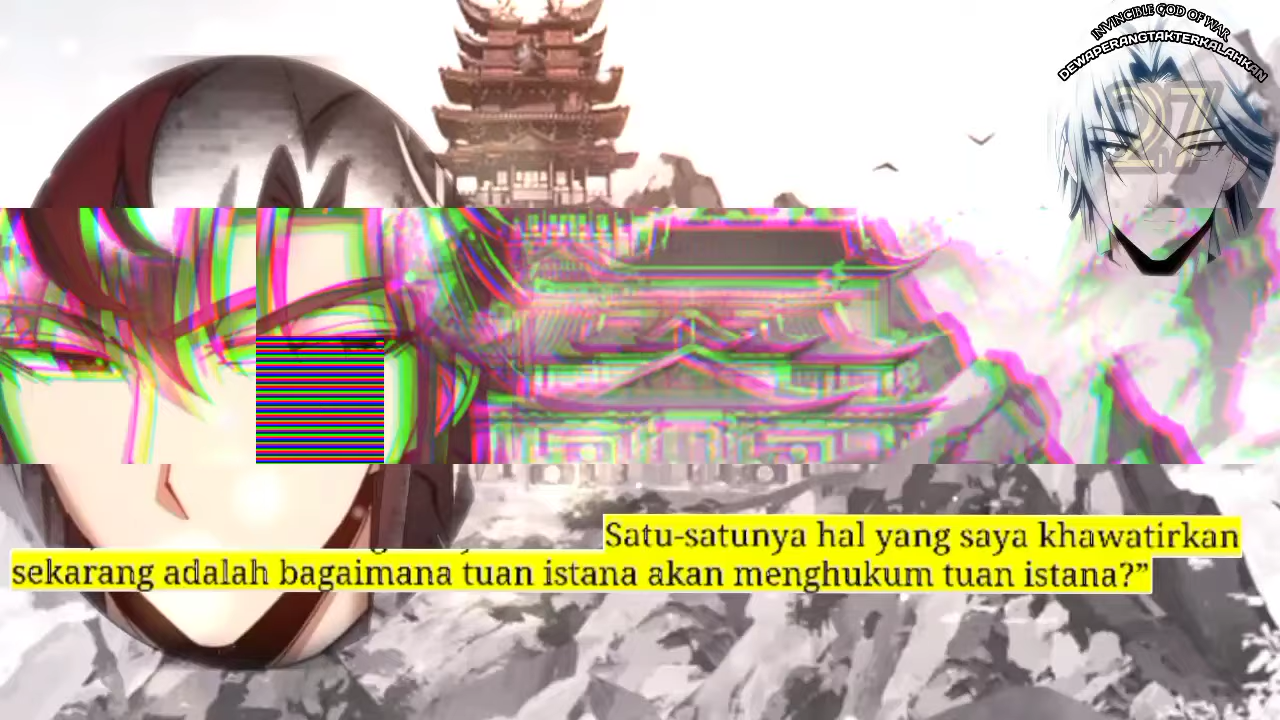 INVINCIBLE GOD OF WAR
DEWAPERANGTAKTERKALAHKAN
27
Satu-satunya hal yang saya khawatirkan
sekarang adalah bagaimana tuan istana akan menghukum tuan istana?”